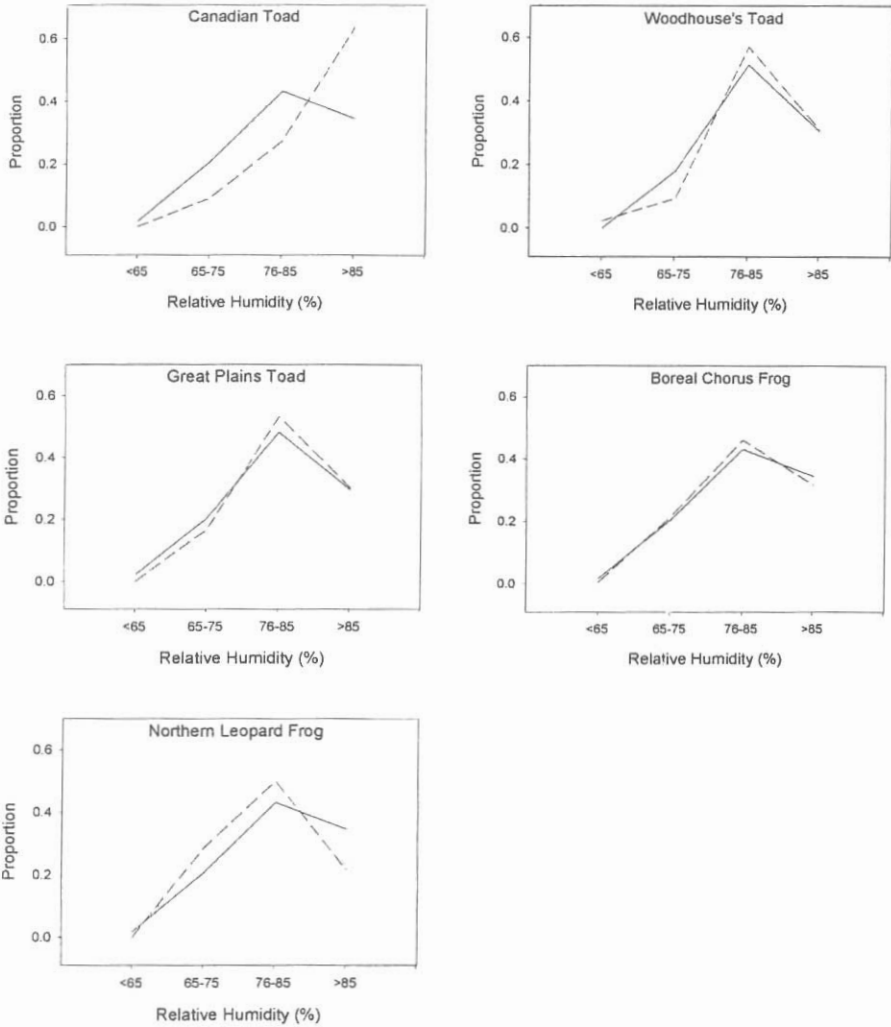 Canadian Toad
0.6
0.4
0.2
0.0
Proportion
<65 65-75 76-85 >85
Relative Humidity (%)
Woodhouse's Toad
0.6
0.4
0.2
0.0
Proportion
<65 65-75 76-85 >85
Relative Humidity (%)
Great Plains Toad
0.6
0.4
0.2
0.0
Proportion
<65 65-75 76-85 >85
Relative Humidity (%)
Boreal Chorus Frog
0.6
0.4
0.2
0.0
Proportion
<65 65-75 76-85 >85
Relative Humidity (%)
Northern Leopard Frog
0.6
0.4
0.2
0.0
Proportion
<65 65-75 76-85 >85
Relative Humidity (%)